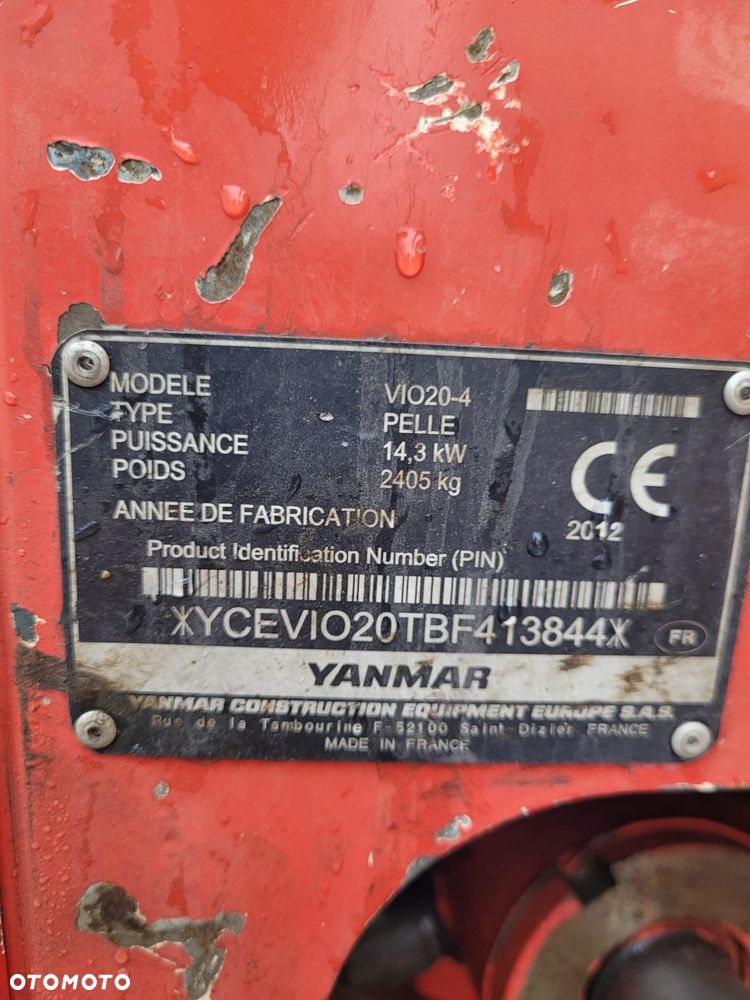 MODELE VIO20-4
TYPE PELLE
PUISSANCE 14,3 kW
POIDS 2405 kg
CE
ANNEE DE FABRICATION 2012
Product Identification Number (PIN)
*YCEVIO20TBF413844*
FR
YANMAR
YANMAR CONSTRUCTION EQUIPMENT EUROPE S.A.S.
Rue de la Tambourine F-52100 Saint-Dizier FRANCE
MADE IN FRANCE
OTOMOTO